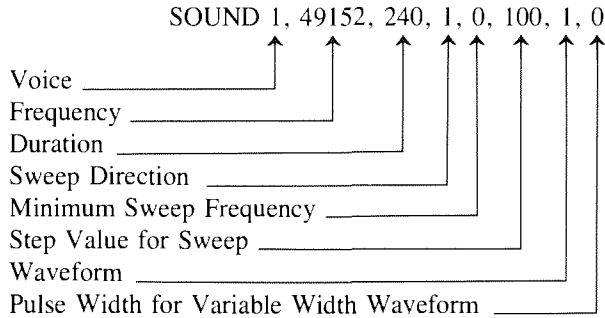 SOUND 1, 49152, 240, 1, 0, 100, 1, 0
Voice
Frequency
Duration
Sweep Direction
Minimum Sweep Frequency
Step Value for Sweep
Waveform
Pulse Width for Variable Width Waveform